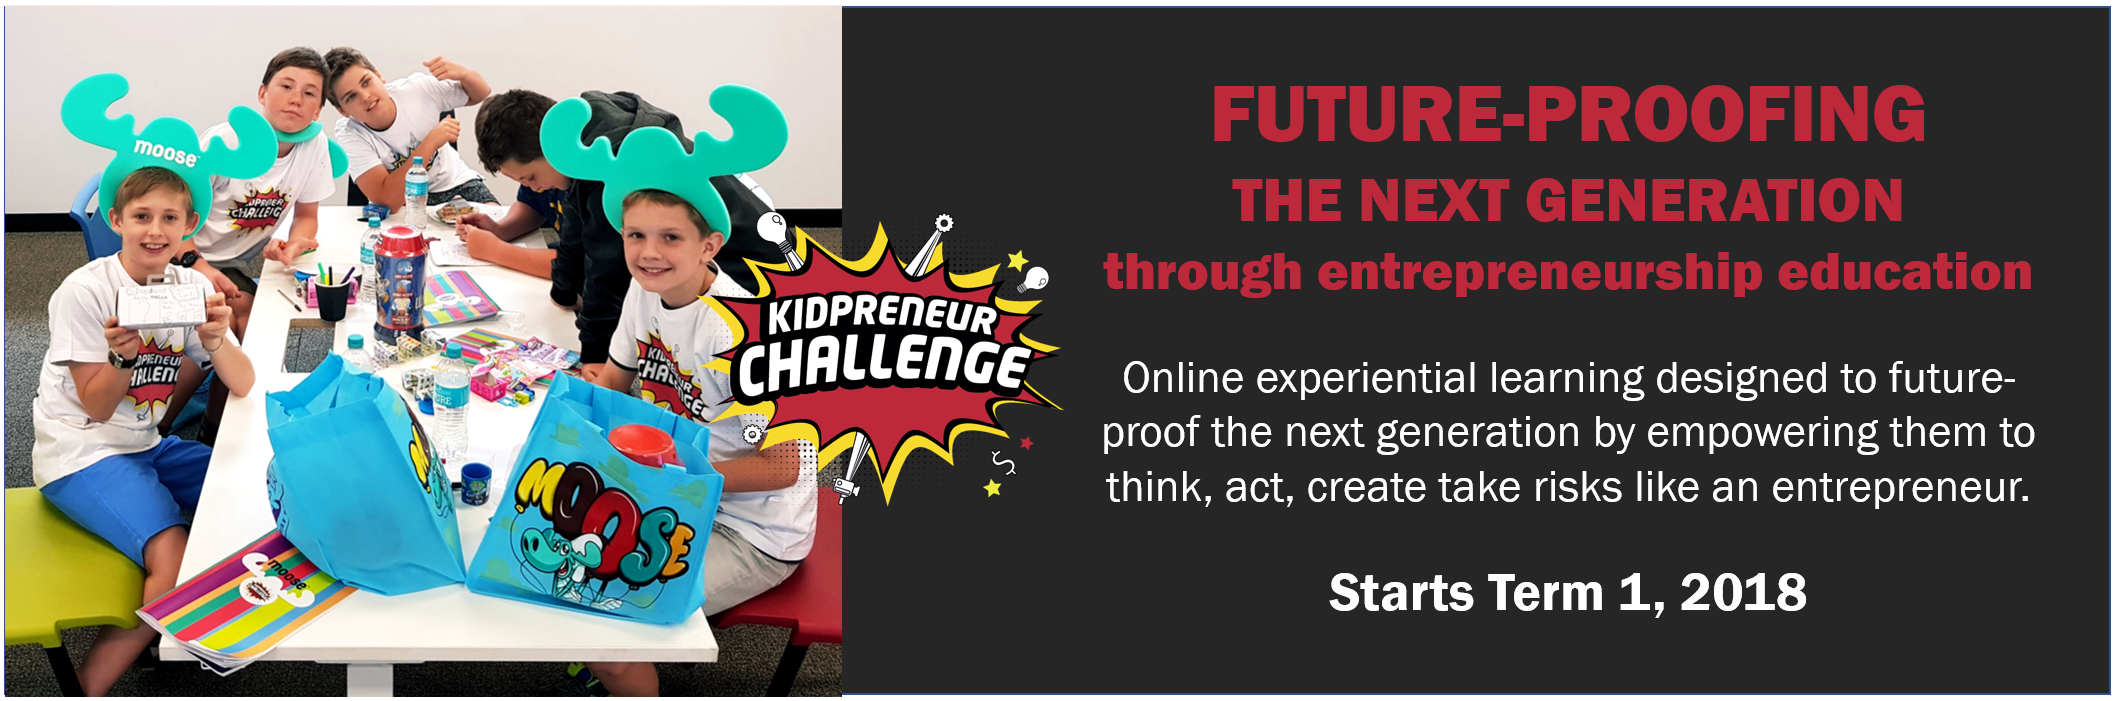 FUTURE-PROOFING
THE NEXT GENERATION
through entrepreneurship education
Online experiential learning designed to future-
proof the next generation by empowering them to
think, act, create take risks like an entrepreneur.
Starts Term 1, 2018
KIDPRENEUR
CHALLENGE
moose
MOOSE
moose